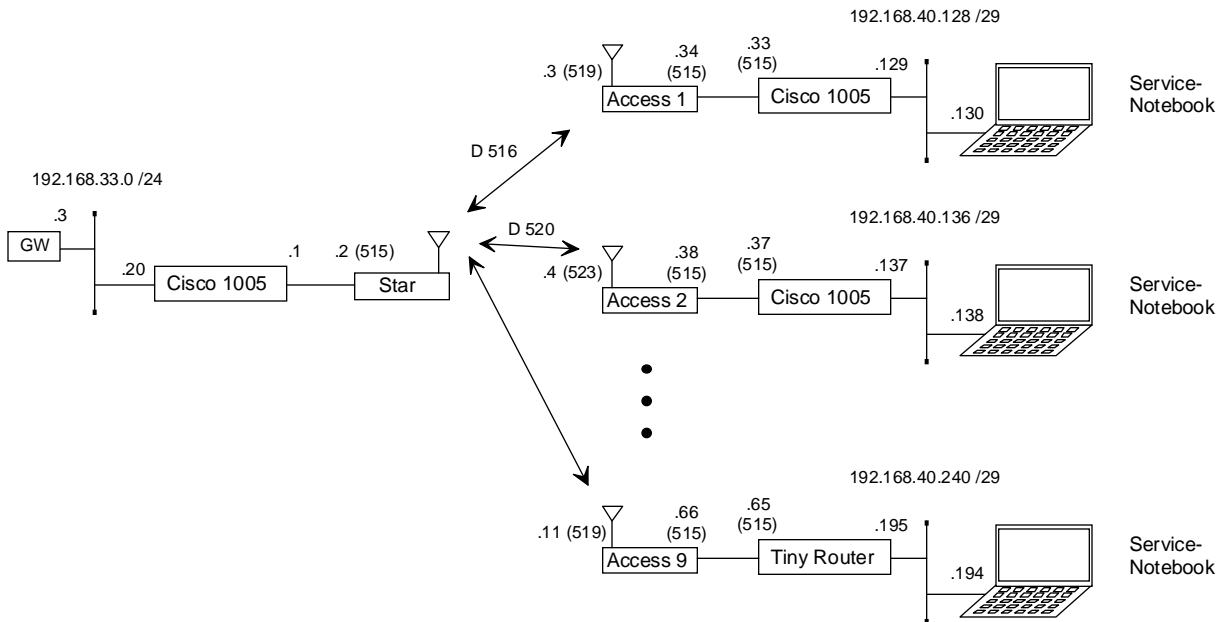 192.168.33.0 /24
.3
GW
.20
Cisco 1005
.1
.2 (515)
Star
D 516
D 520
192.168.40.128 /29
.3 (519)
Access 1
.34
(515)
.33
(515)
Cisco 1005
.129
.130
Service-
Notebook
192.168.40.136 /29
.4 (523)
Access 2
.38
(515)
.37
(515)
Cisco 1005
.137
.138
Service-
Notebook
192.168.40.240 /29
.11 (519)
Access 9
.66
(515)
.65
(515)
Tiny Router
.195
.194
Service-
Notebook